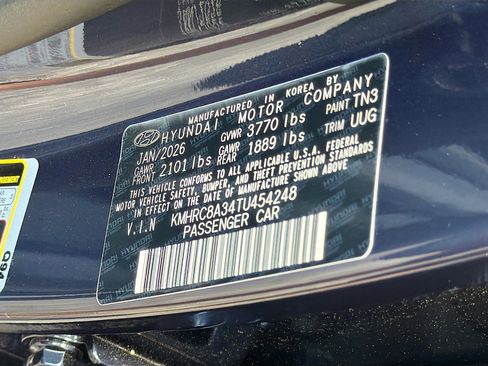 MANUFACTURED IN KOREA BY
HYUNDAI MOTOR COMPANY
JAN/2026 GVWR 3770 lbs PAINT TN3
GAWR FRONT 2101 lbs GAWR REAR 1889 lbs TRIM UUG
THIS VEHICLE CONFORMS TO ALL APPLICABLE U.S.A. FEDERAL
MOTOR VEHICLE SAFETY, BUMPER, AND THEFT PREVENTION STANDARDS
IN EFFECT ON THE DATE OF MANUFACTURE SHOWN ABOVE.
V.I.N KMHRC8A34TU454248
PASSENGER CAR